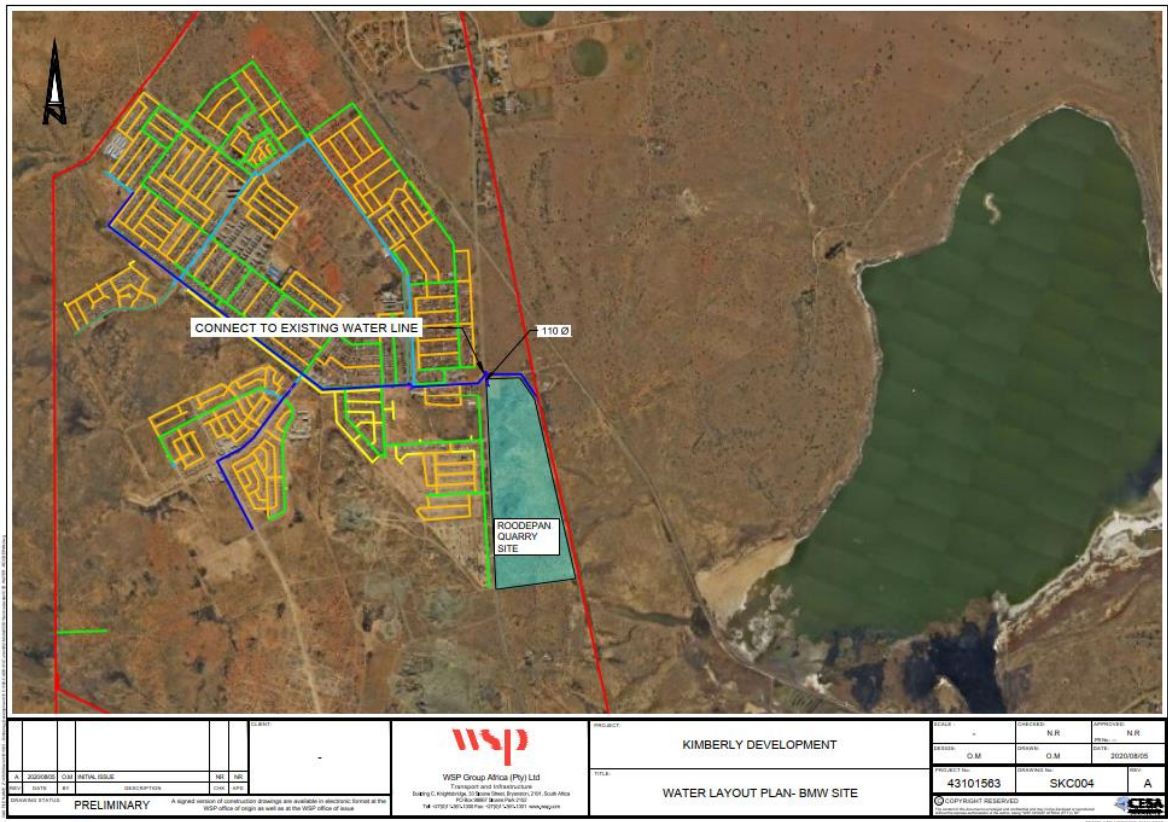 CONNECT TO EXISTING WATER LINE
110 Ø
ROODEPAN
QUARRY
SITE
A 2020/08/05 O.M INITIAL ISSUE NR NR
REV DATE BY DESCRIPTION CHK APD
DRAWING STATUS
PRELIMINARY
A signed version of construction drawings are available in electronic format at the
WSP office of origin as well as at the WSP office of issue
CLIENT:
-
wsp
WSP Group Africa (Pty) Ltd
Transport and Infrastructure
PROJECT:
KIMBERLY DEVELOPMENT
TITLE:
WATER LAYOUT PLAN- BMW SITE
SCALE
-
CHECKED:
N.R
APPROVED:
N.R
DESIGN:
O.M
DRAWN:
O.M
DATE:
2020/08/05
PROJECT No:
43101563
DRAWING No:
SKC004
REV:
A
© COPYRIGHT RESERVED
CESA